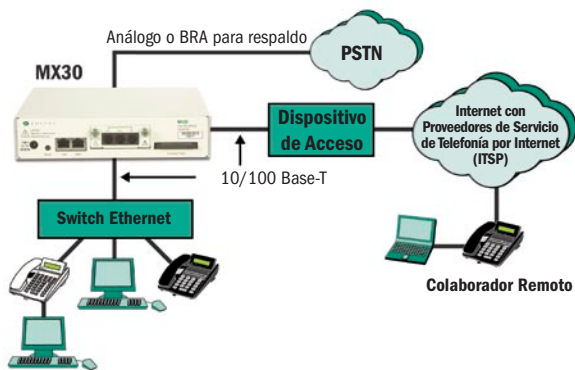 Análogo o BRA para respaldo
PSTN
MX30
Dispositivo
de Acceso
Internet con
Proveedores de Servicio
de Telefonía por Internet
(ITSP)
10/100 Base-T
Switch Ethernet
Colaborador Remoto